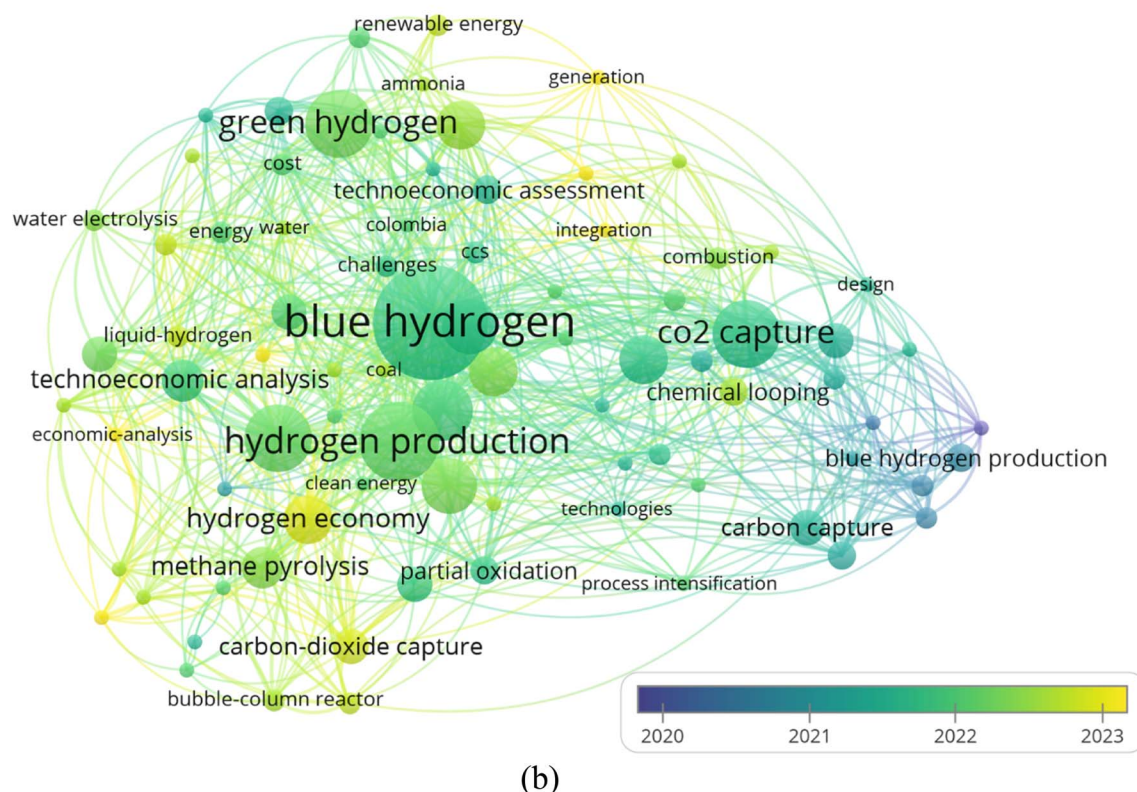 renewable energy
generation
ammonia
green hydrogen
cost
technoeconomic assessment
water electrolysis
energy
water
colombia
integration
ccs
combustion
challenges
design
blue hydrogen
co2 capture
liquid-hydrogen
coal
technoeconomic analysis
chemical looping
economic-analysis
hydrogen production
blue hydrogen production
clean energy
hydrogen economy
technologies
carbon capture
methane pyrolysis
partial oxidation
process intensification
carbon-dioxide capture
bubble-column reactor
2020
2021
2022
2023
(b)